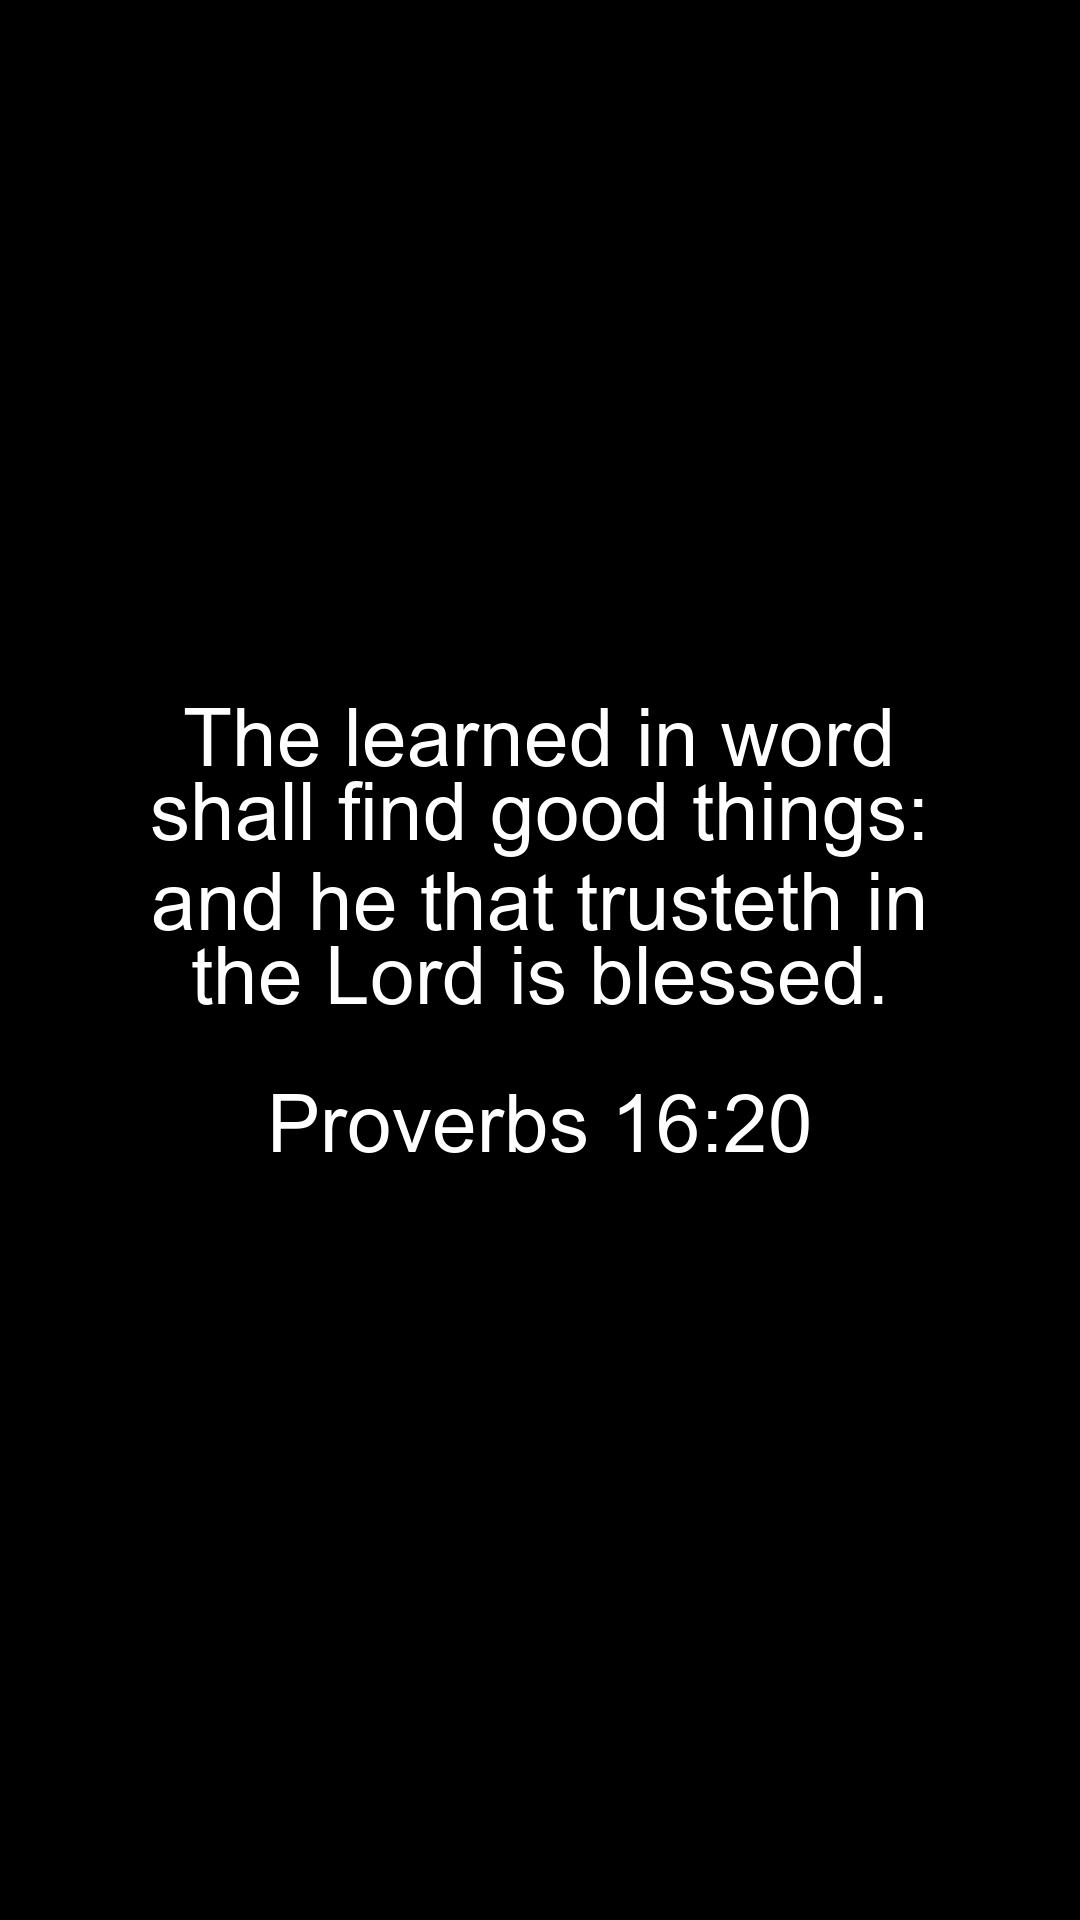 The learned in word
shall find good things:
and he that trusteth in
the Lord is blessed.
Proverbs 16:20